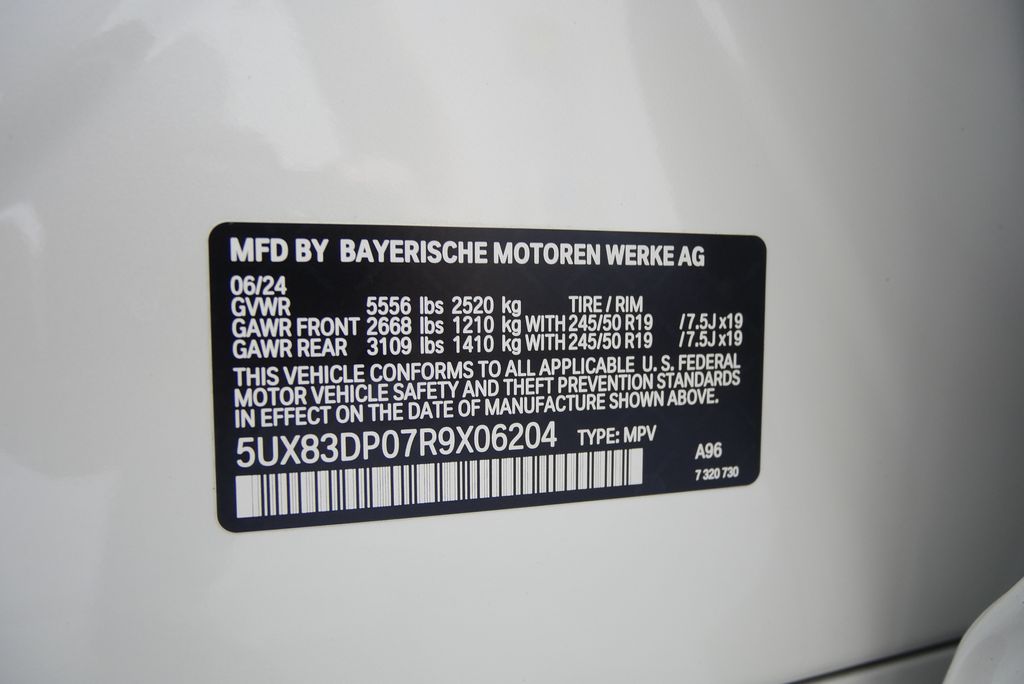 MFD BY BAYERISCHE MOTOREN WERKE AG
06/24
GVWR 5556 lbs 2520 kg TIRE / RIM
GAWR FRONT 2668 lbs 1210 kg WITH 245/50 R19 /7.5J x19
GAWR REAR 3109 lbs 1410 kg WITH 245/50 R19 /7.5J x19
THIS VEHICLE CONFORMS TO ALL APPLICABLE U. S. FEDERAL
MOTOR VEHICLE SAFETY AND THEFT PREVENTION STANDARDS
IN EFFECT ON THE DATE OF MANUFACTURE SHOWN ABOVE.
5UX83DP07R9X06204 TYPE: MPV
A96
7 320 730